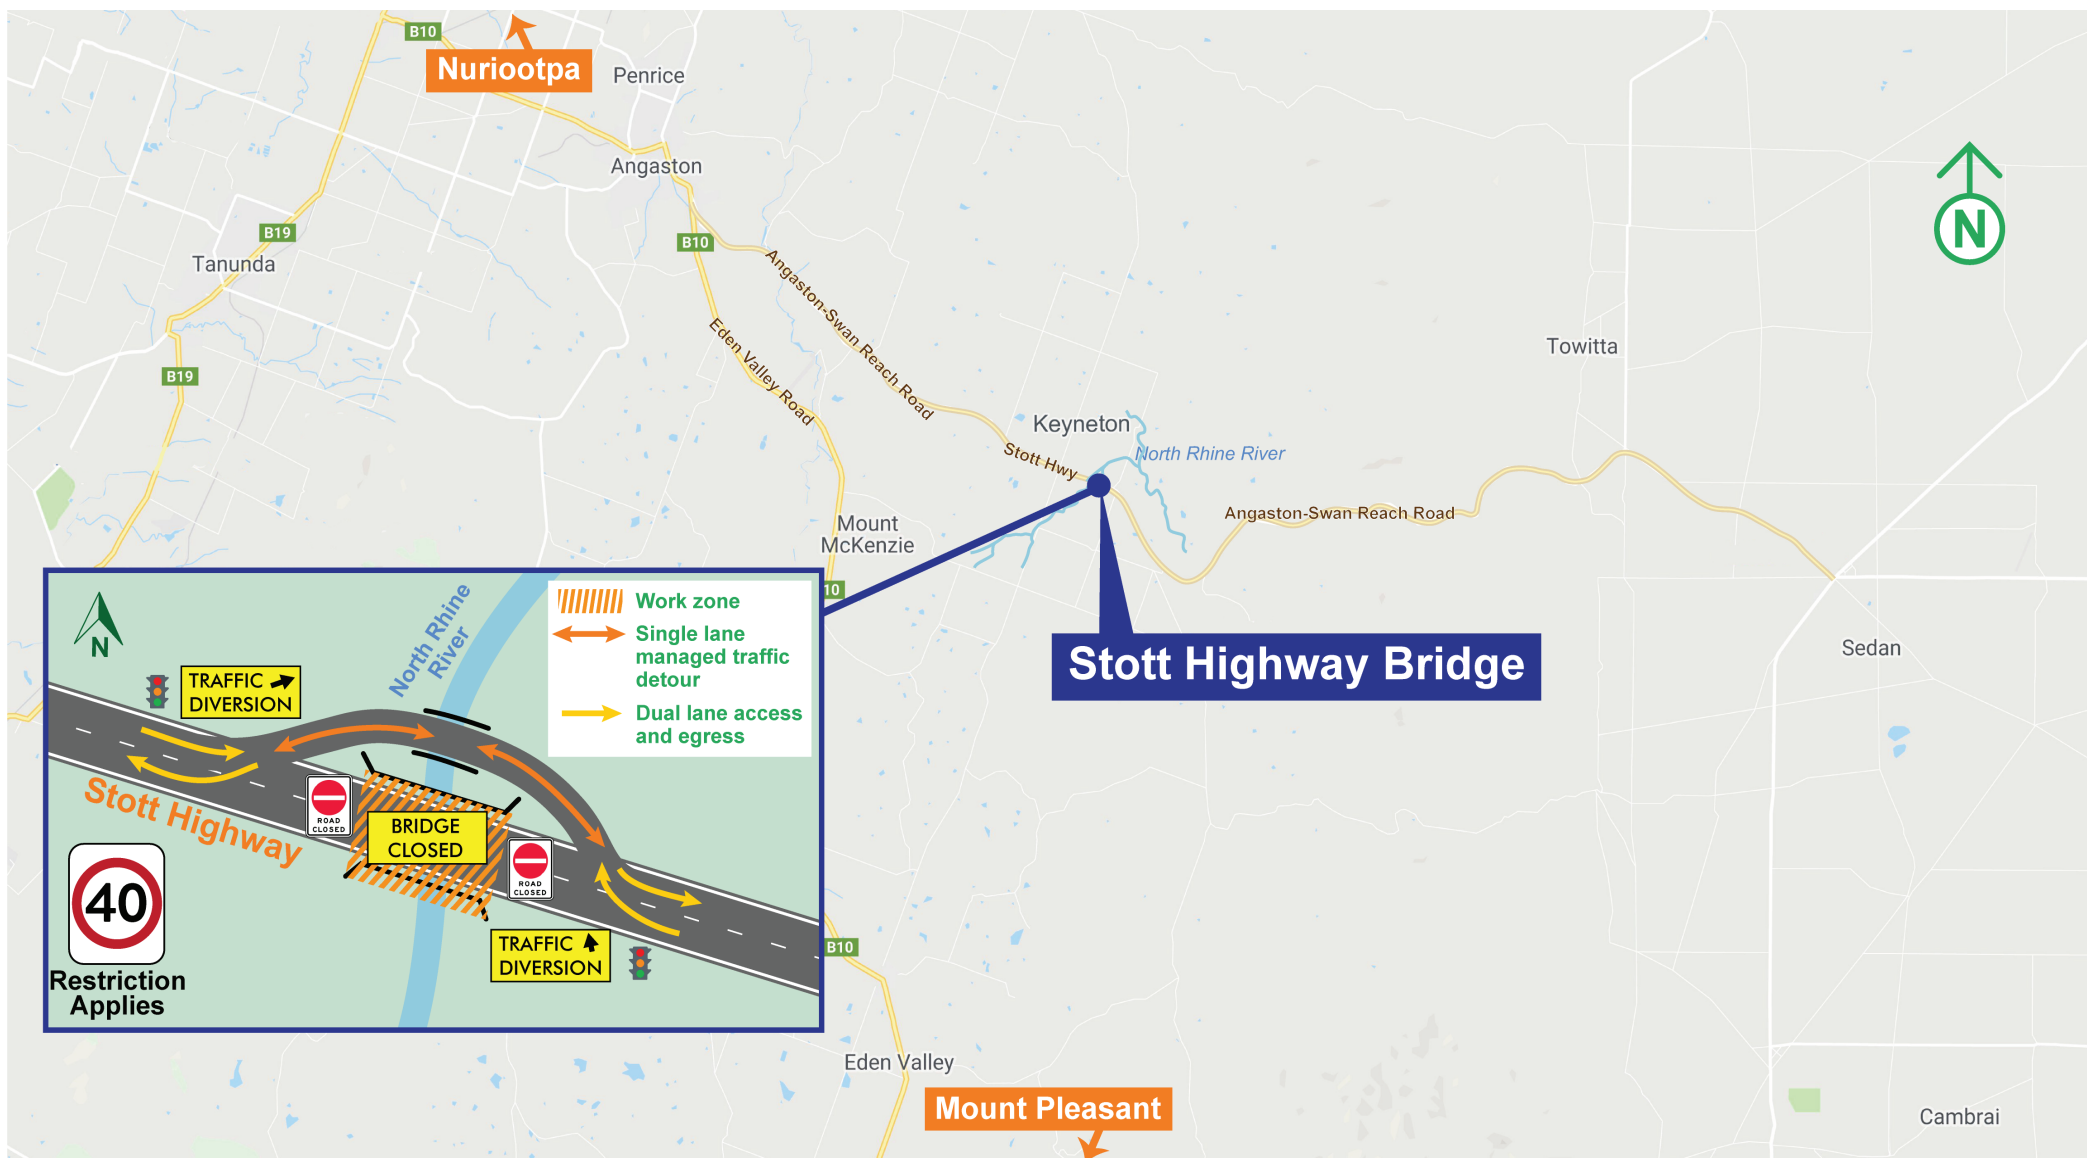 B10
Nuriootpa
Penrice
Angaston
B19
B10
Tanunda
Angaston-Swan Reach Road
Eden Valley Road
B19
Towitta
Keyneton
North Rhine River
Stott Hwy
Angaston-Swan Reach Road
Mount
McKenzie
10
Stott Highway Bridge
Sedan
N
North Rhine
River
Work zone
Single lane
managed traffic
detour
Dual lane access
and egress
N
TRAFFIC
DIVERSION
Stott Highway
ROAD
CLOSED
BRIDGE
CLOSED
ROAD
CLOSED
40
Restriction
Applies
TRAFFIC
DIVERSION
B10
Eden Valley
Mount Pleasant
Cambrai